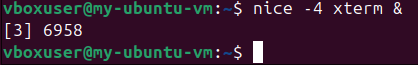 vboxuser@my-ubuntu-vm:~$ nice -4 xterm &
[3] 6958
vboxuser@my-ubuntu-vm:~$